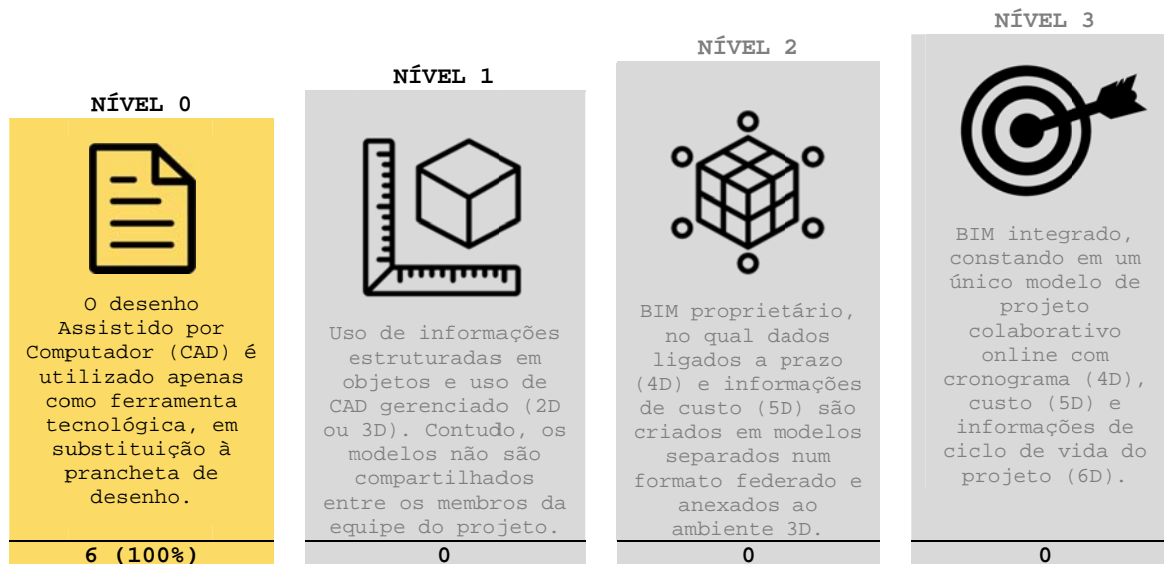 NÍVEL 0
O desenho
Assistido por
Computador (CAD) é
utilizado apenas
como ferramenta
tecnológica, em
substituição à
prancheta de
desenho.
6 (100%)
NÍVEL 1
Uso de informações
estruturadas em
objetos e uso de
CAD gerenciado (2D
ou 3D). Contudo, os
modelos não são
compartilhados
entre os membros da
equipe do projeto.
0
NÍVEL 2
BIM proprietário,
no qual dados
ligados a prazo
(4D) e informações
de custo (5D) são
criados em modelos
separados num
formato federado e
anexados ao
ambiente 3D.
0
NÍVEL 3
BIM integrado,
constando em um
único modelo de
projeto
colaborativo
online com
cronograma (4D),
custo (5D) e
informações de
ciclo de vida do
projeto (6D).
0